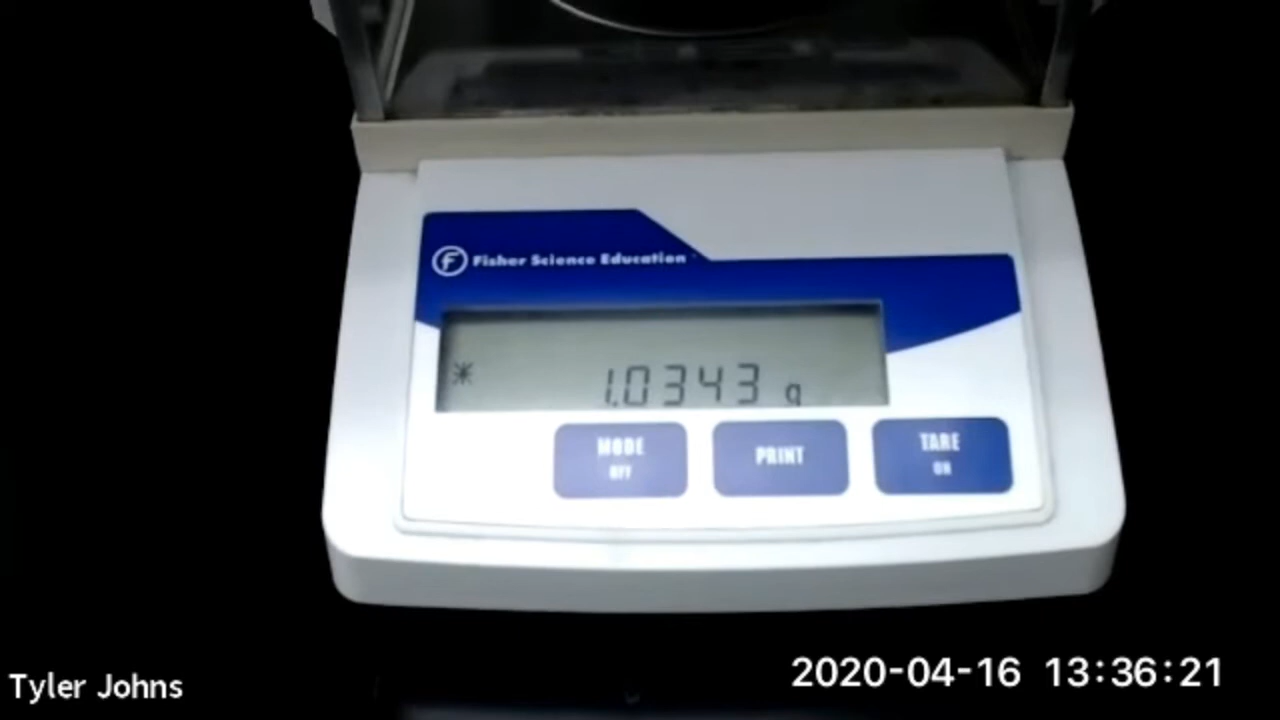 F Fisher Science Education
* 1.0343 g
MODE PRINT TARE
OFF ON
Tyler Johns 2020-04-16 13:36:21